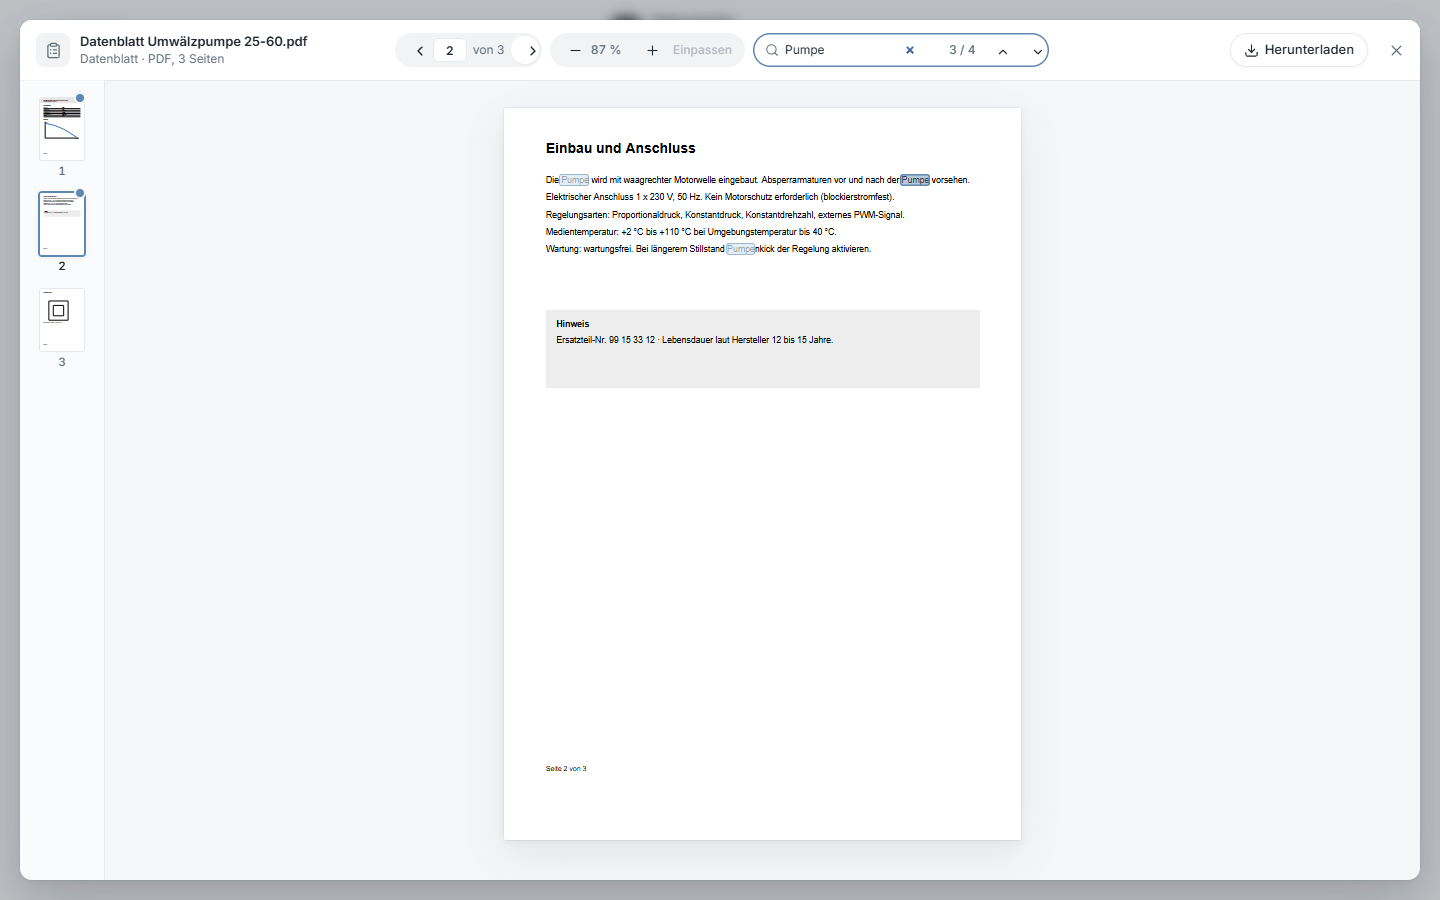 Datenblatt Umwälzpumpe 25-60.pdf
Datenblatt · PDF, 3 Seiten
2 von 3
87 %
Einpassen
Pumpe
3 / 4
Herunterladen
1
2
3
Einbau und Anschluss
Die Pumpe wird mit waagrechter Motorwelle eingebaut. Absperrarmaturen vor und nach der Pumpe vorsehen.
Elektrischer Anschluss 1 x 230 V, 50 Hz. Kein Motorschutz erforderlich (blockierstromfest).
Regelungsarten: Proportionaldruck, Konstantdruck, Konstantdrehzahl, externes PWM-Signal.
Medientemperatur: +2 °C bis +110 °C bei Umgebungstemperatur bis 40 °C.
Wartung: wartungsfrei. Bei längerem Stillstand Pumpenkick der Regelung aktivieren.
Hinweis
Ersatzteil-Nr. 99 15 33 12 · Lebensdauer laut Hersteller 12 bis 15 Jahre.
Seite 2 von 3